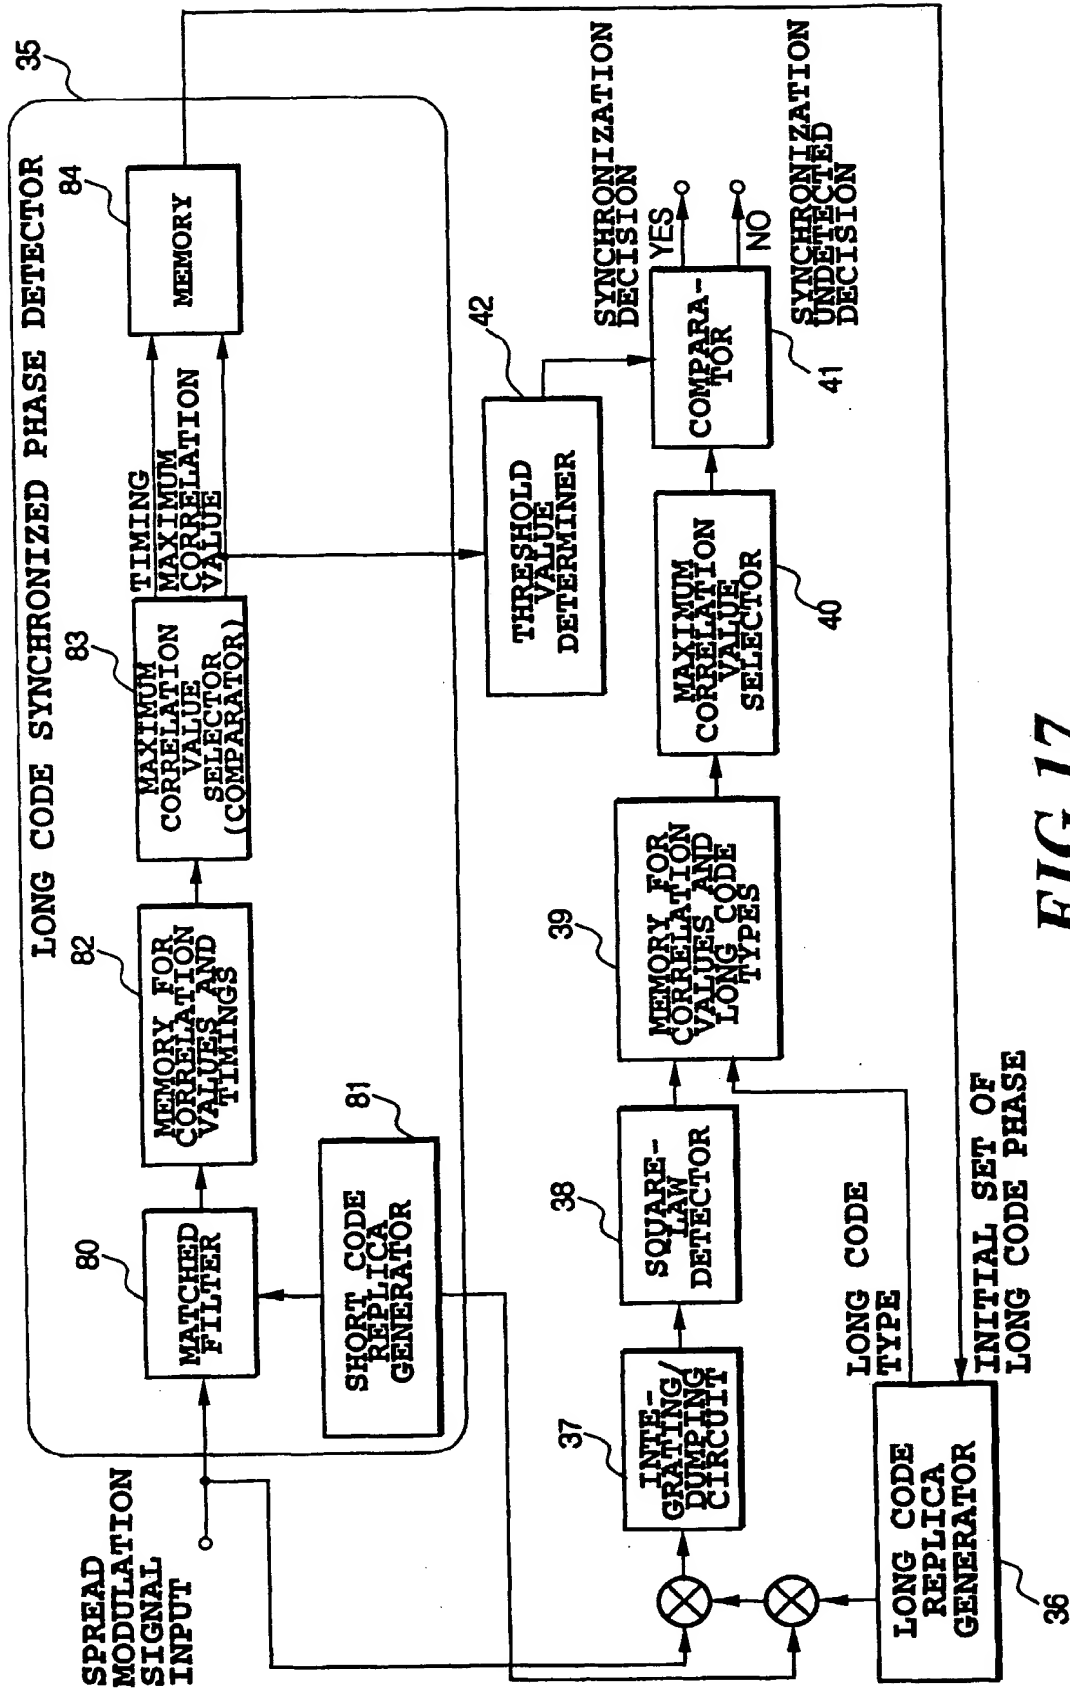 35
LONG CODE SYNCHRONIZED PHASE DETECTOR
SPREAD
MODULATION
SIGNAL
INPUT
80
MATCHED
FILTER
81
SHORT CODE
REPLICA
GENERATOR
82
MEMORY FOR
CORRELATION
VALUES AND
TIMINGS
83
MAXIMUM
CORRELATION
VALUE
SELECTOR
(COMPARATOR)
TIMING
MAXIMUM
CORRELATION
VALUE
84
MEMORY
42
THRESHOLD
VALUE
DETERMINER
37
INTE-
GRATING/
DUMPING
CIRCUIT
38
SQUARE-
LAW
DETECTOR
39
MEMORY FOR
CORRELATION
VALUES AND
LONG CODE
TYPES
MAXIMUM
CORRELATION
VALUE
SELECTOR
40
COMPARA-
TOR
41
SYNCHRONIZATION
DECISION
YES
NO
SYNCHRONIZATION
UNDETECTED
DECISION
LONG CODE
TYPE
LONG CODE
REPLICA
GENERATOR
36
INITIAL SET OF
LONG CODE PHASE
FIG.17